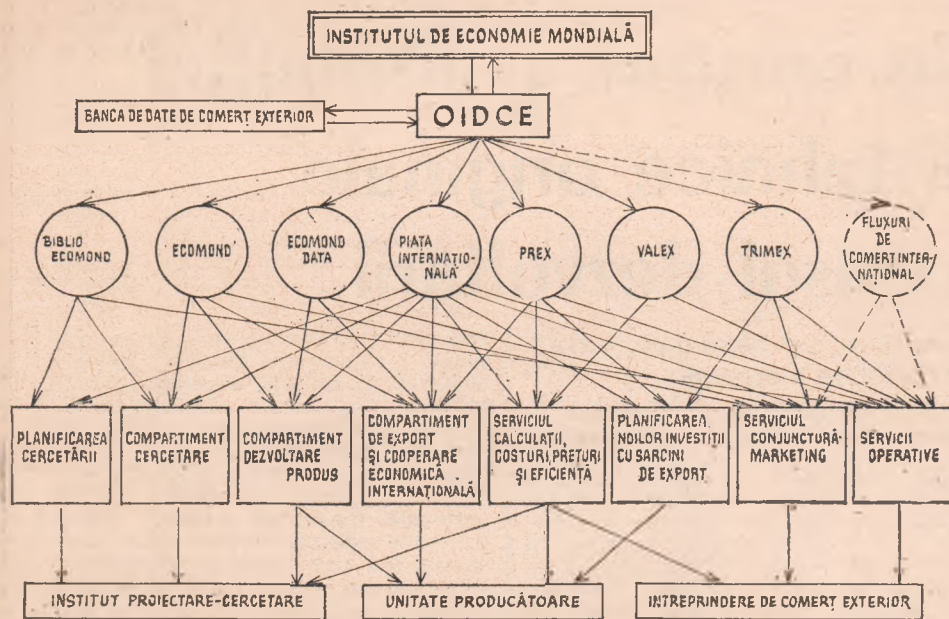 INSTITUTUL DE ECONOMIE MONDIALĂ
BANCA DE DATE DE COMERȚ EXTERIOR
OIDCE
BIBLIO
ECOMOND
ECOMOND
ECOMOND
DATA
PIAȚA
INTERNAȚIO-
NALĂ
PREX
VALEX
TRIMEX
FLUXURI
DE
COMERȚ INTER-
NAȚIONAL
PLANIFICAREA
CERCETĂRII
COMPARTIMENT
CERCETARE
COMPARTIMENT
DEZVOLTARE
PRODUS
COMPARTIMENT
DE EXPORT
ȘI COOPERARE
ECONOMICĂ
INTERNAȚIONALĂ
SERVICIUL
CALCULAȚII,
COSTURI, PREȚURI
ȘI EFICIENȚĂ
PLANIFICAREA
NOILOR INVESTIȚII
CU SARCINI
DE EXPORT
SERVICIUL
CONJUNCTURĂ-
MARKETING
SERVICII
OPERATIVE
INSTITUT PROIECTARE-CERCETARE
UNITATE PRODUCĂTOARE
INTREPRINDERE DE COMERȚ EXTERIOR